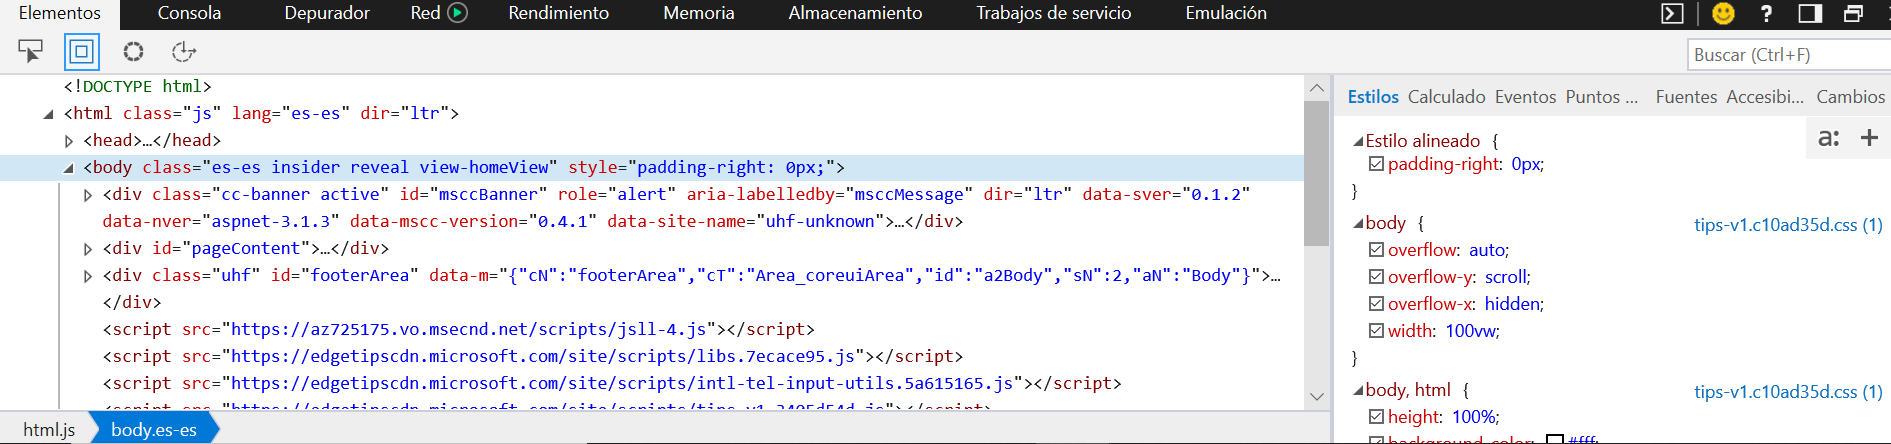 Elementos Consola Depurador Red Rendimiento Memoria Almacenamiento Trabajos de servicio Emulación
Buscar (Ctrl+F)
<!DOCTYPE html>
<html class="js" lang="es-es" dir="ltr">
<head>…</head>
<body class="es-es insider reveal view-homeView" style="padding-right: 0px;">
<div class="cc-banner active" id="msccBanner" role="alert" aria-labelledby="msccMessage" dir="ltr" data-sver="0.1.2"
data-nver="aspnet-3.1.3" data-mscc-version="0.4.1" data-site-name="uhf-unknown">…</div>
<div id="pageContent">…</div>
<div class="uhf" id="footerArea" data-m="{"cN":"footerArea","cT":"Area_coreuiArea","id":"a2Body","sN":2,"aN":"Body"}">…
</div>
<script src="https://az725175.vo.msecnd.net/scripts/jsll-4.js"></script>
<script src="https://edgetipscdn.microsoft.com/site/scripts/libs.7ecace95.js"></script>
<script src="https://edgetipscdn.microsoft.com/site/scripts/intl-tel-input-utils.5a615165.js"></script>
html.js body.es-es
Estilos Calculado Eventos Puntos ... Fuentes Accesibi... Cambios
a: +
Estilo alineado {
padding-right: 0px;
}
body { tips-v1.c10ad35d.css (1)
overflow: auto;
overflow-y: scroll;
overflow-x: hidden;
width: 100vw;
}
body, html { tips-v1.c10ad35d.css (1)
height: 100%;
background-color: #fff;